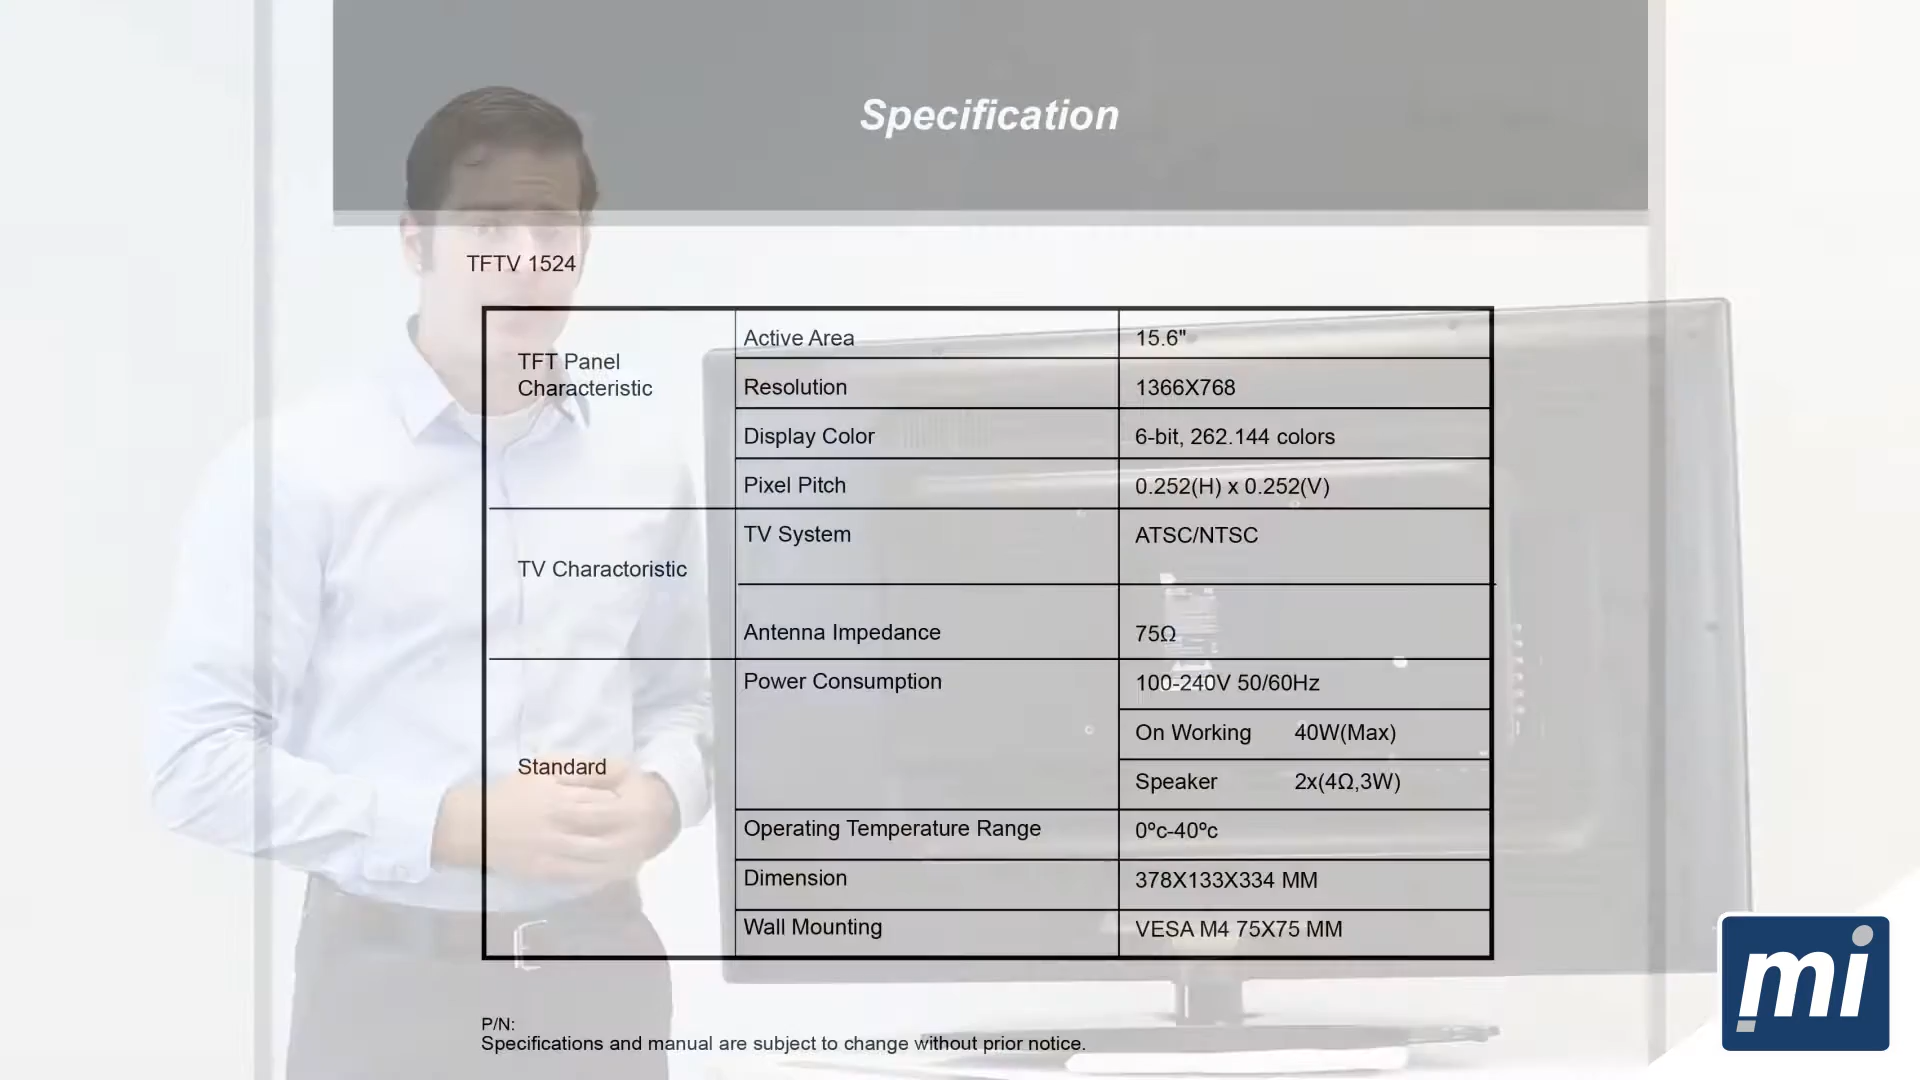 Specification
TFTV 1524
TFT Panel
Characteristic
Active Area 15.6"
Resolution 1366X768
Display Color 6-bit, 262.144 colors
Pixel Pitch 0.252(H) x 0.252(V)
TV Charactoristic
TV System ATSC/NTSC
Antenna Impedance 75Ω
Standard
Power Consumption 100-240V 50/60Hz
On Working 40W(Max)
Speaker 2x(4Ω,3W)
Operating Temperature Range 0ºc-40ºc
Dimension 378X133X334 MM
Wall Mounting VESA M4 75X75 MM
P/N:
Specifications and manual are subject to change without prior notice.
mi